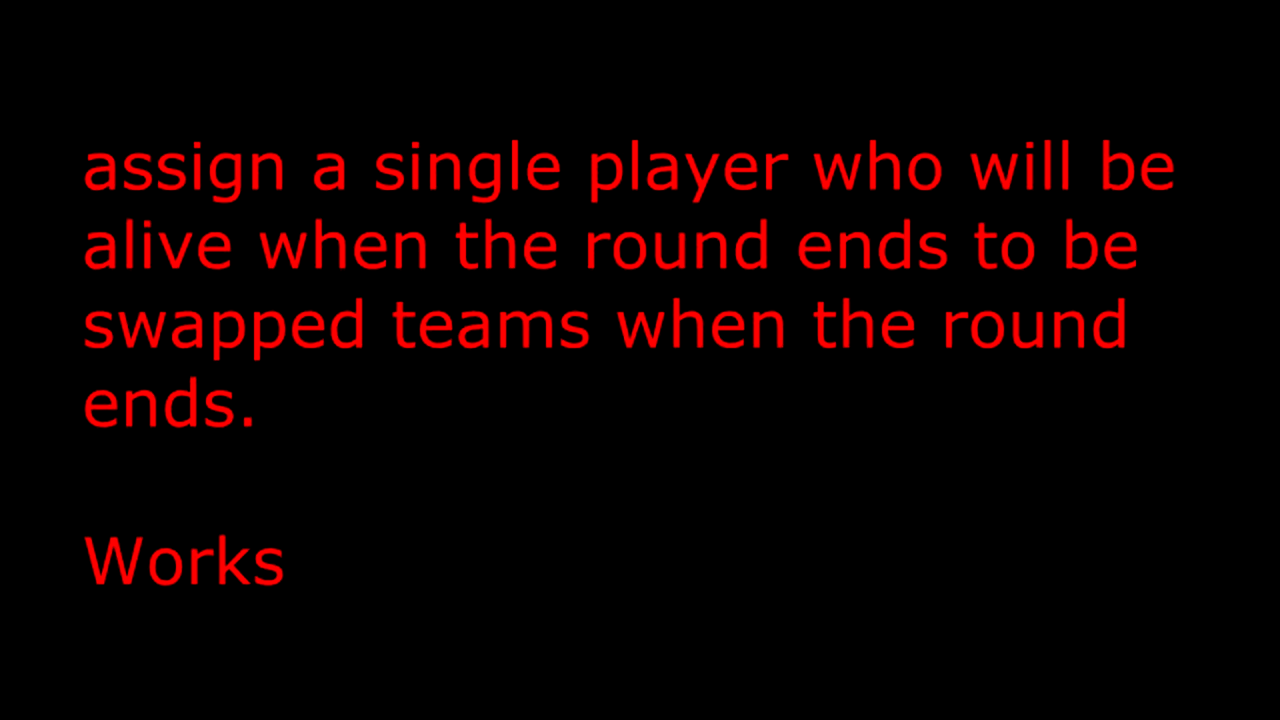 assign a single player who will be
alive when the round ends to be
swapped teams when the round
ends.
Works